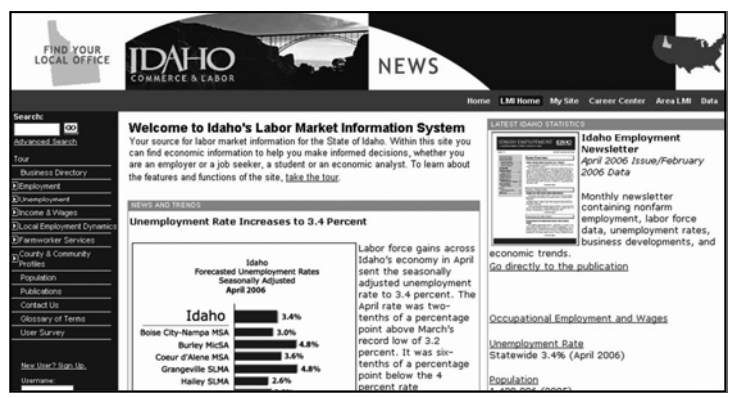 FIND YOUR
LOCAL OFFICE
IDAHO
COMMERCE & LABOR
NEWS
Home LMI Home My Site Career Center Area LMI Data
Search:
GO
Advanced Search
Tour
Business Directory
Employment
Unemployment
Income & Wages
Local Employment Dynamics
Farmworker Services
County & Community
Profiles
Population
Publications
Contact Us
Glossary of Terms
User Survey
New User? Sign Up.
Username:
Welcome to Idaho's Labor Market Information System
Your source for labor market information for the State of Idaho. Within this site you
can find economic information to help you make informed decisions, whether you
are an employer or a job seeker, a student or an economic analyst. To learn about
the features and functions of the site, take the tour.
NEWS AND TRENDS
Unemployment Rate Increases to 3.4 Percent
Idaho
Forecasted Unemployment Rates
Seasonally Adjusted
April 2006
Idaho 3.4%
Boise City-Nampa MSA 3.0%
Burley MicSA 4.8%
Coeur d'Alene MSA 3.6%
Grangeville SLMA 4.8%
Hailey SLMA 2.6%
Labor force gains across
Idaho's economy in April
sent the seasonally
adjusted unemployment
rate to 3.4 percent. The
April rate was two-
tenths of a percentage
point above March's
record low of 3.2
percent. It was six-
tenths of a percentage
point below the 4
percent rate
LATEST IDAHO STATISTICS
Idaho Employment
Newsletter
April 2006 Issue/February
2006 Data
Monthly newsletter
containing nonfarm
employment, labor force
data, unemployment rates,
business developments, and
economic trends.
Go directly to the publication
Occupational Employment and Wages
Unemployment Rate
Statewide 3.4% (April 2006)
Population